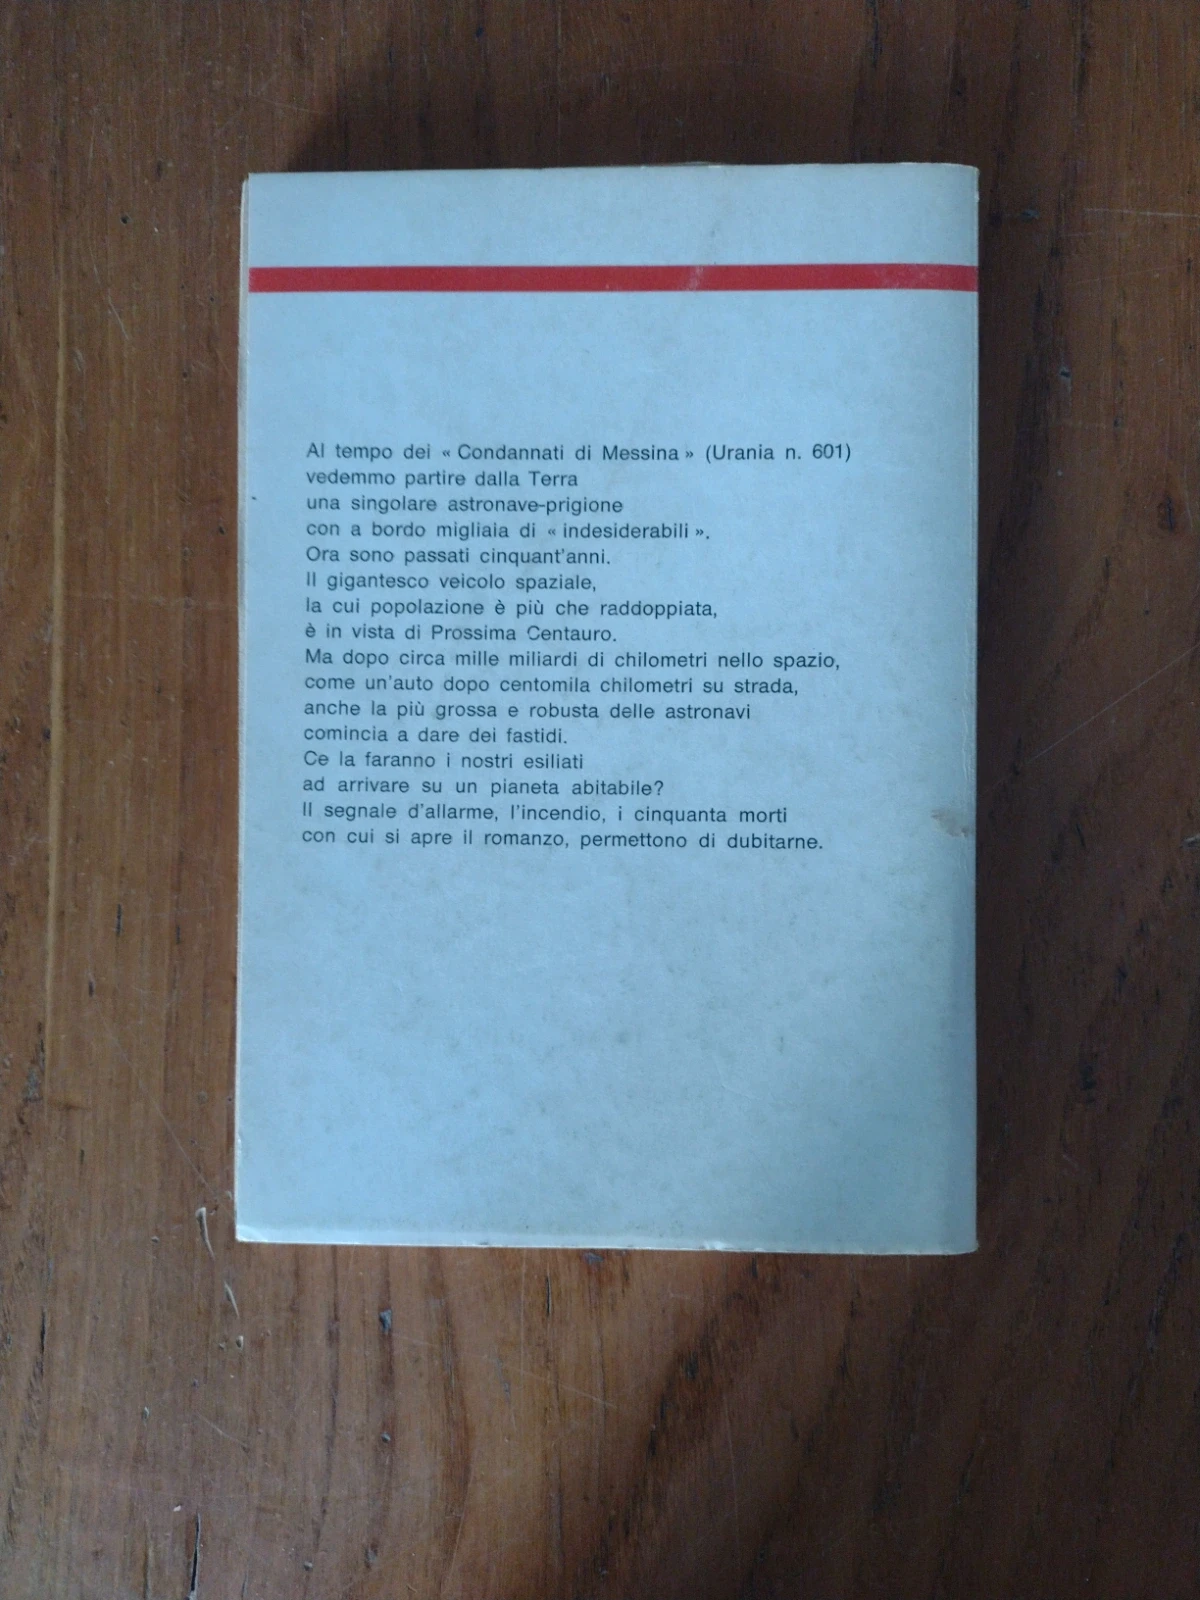 Al tempo dei « Condannati di Messina » (Urania n. 601)
vedemmo partire dalla Terra
una singolare astronave-prigione
con a bordo migliaia di « indesiderabili ».
Ora sono passati cinquant'anni.
Il gigantesco veicolo spaziale,
la cui popolazione è più che raddoppiata,
è in vista di Prossima Centauro.
Ma dopo circa mille miliardi di chilometri nello spazio,
come un'auto dopo centomila chilometri su strada,
anche la più grossa e robusta delle astronavi
comincia a dare dei fastidi.
Ce la faranno i nostri esiliati
ad arrivare su un pianeta abitabile?
Il segnale d'allarme, l'incendio, i cinquanta morti
con cui si apre il romanzo, permettono di dubitarne.